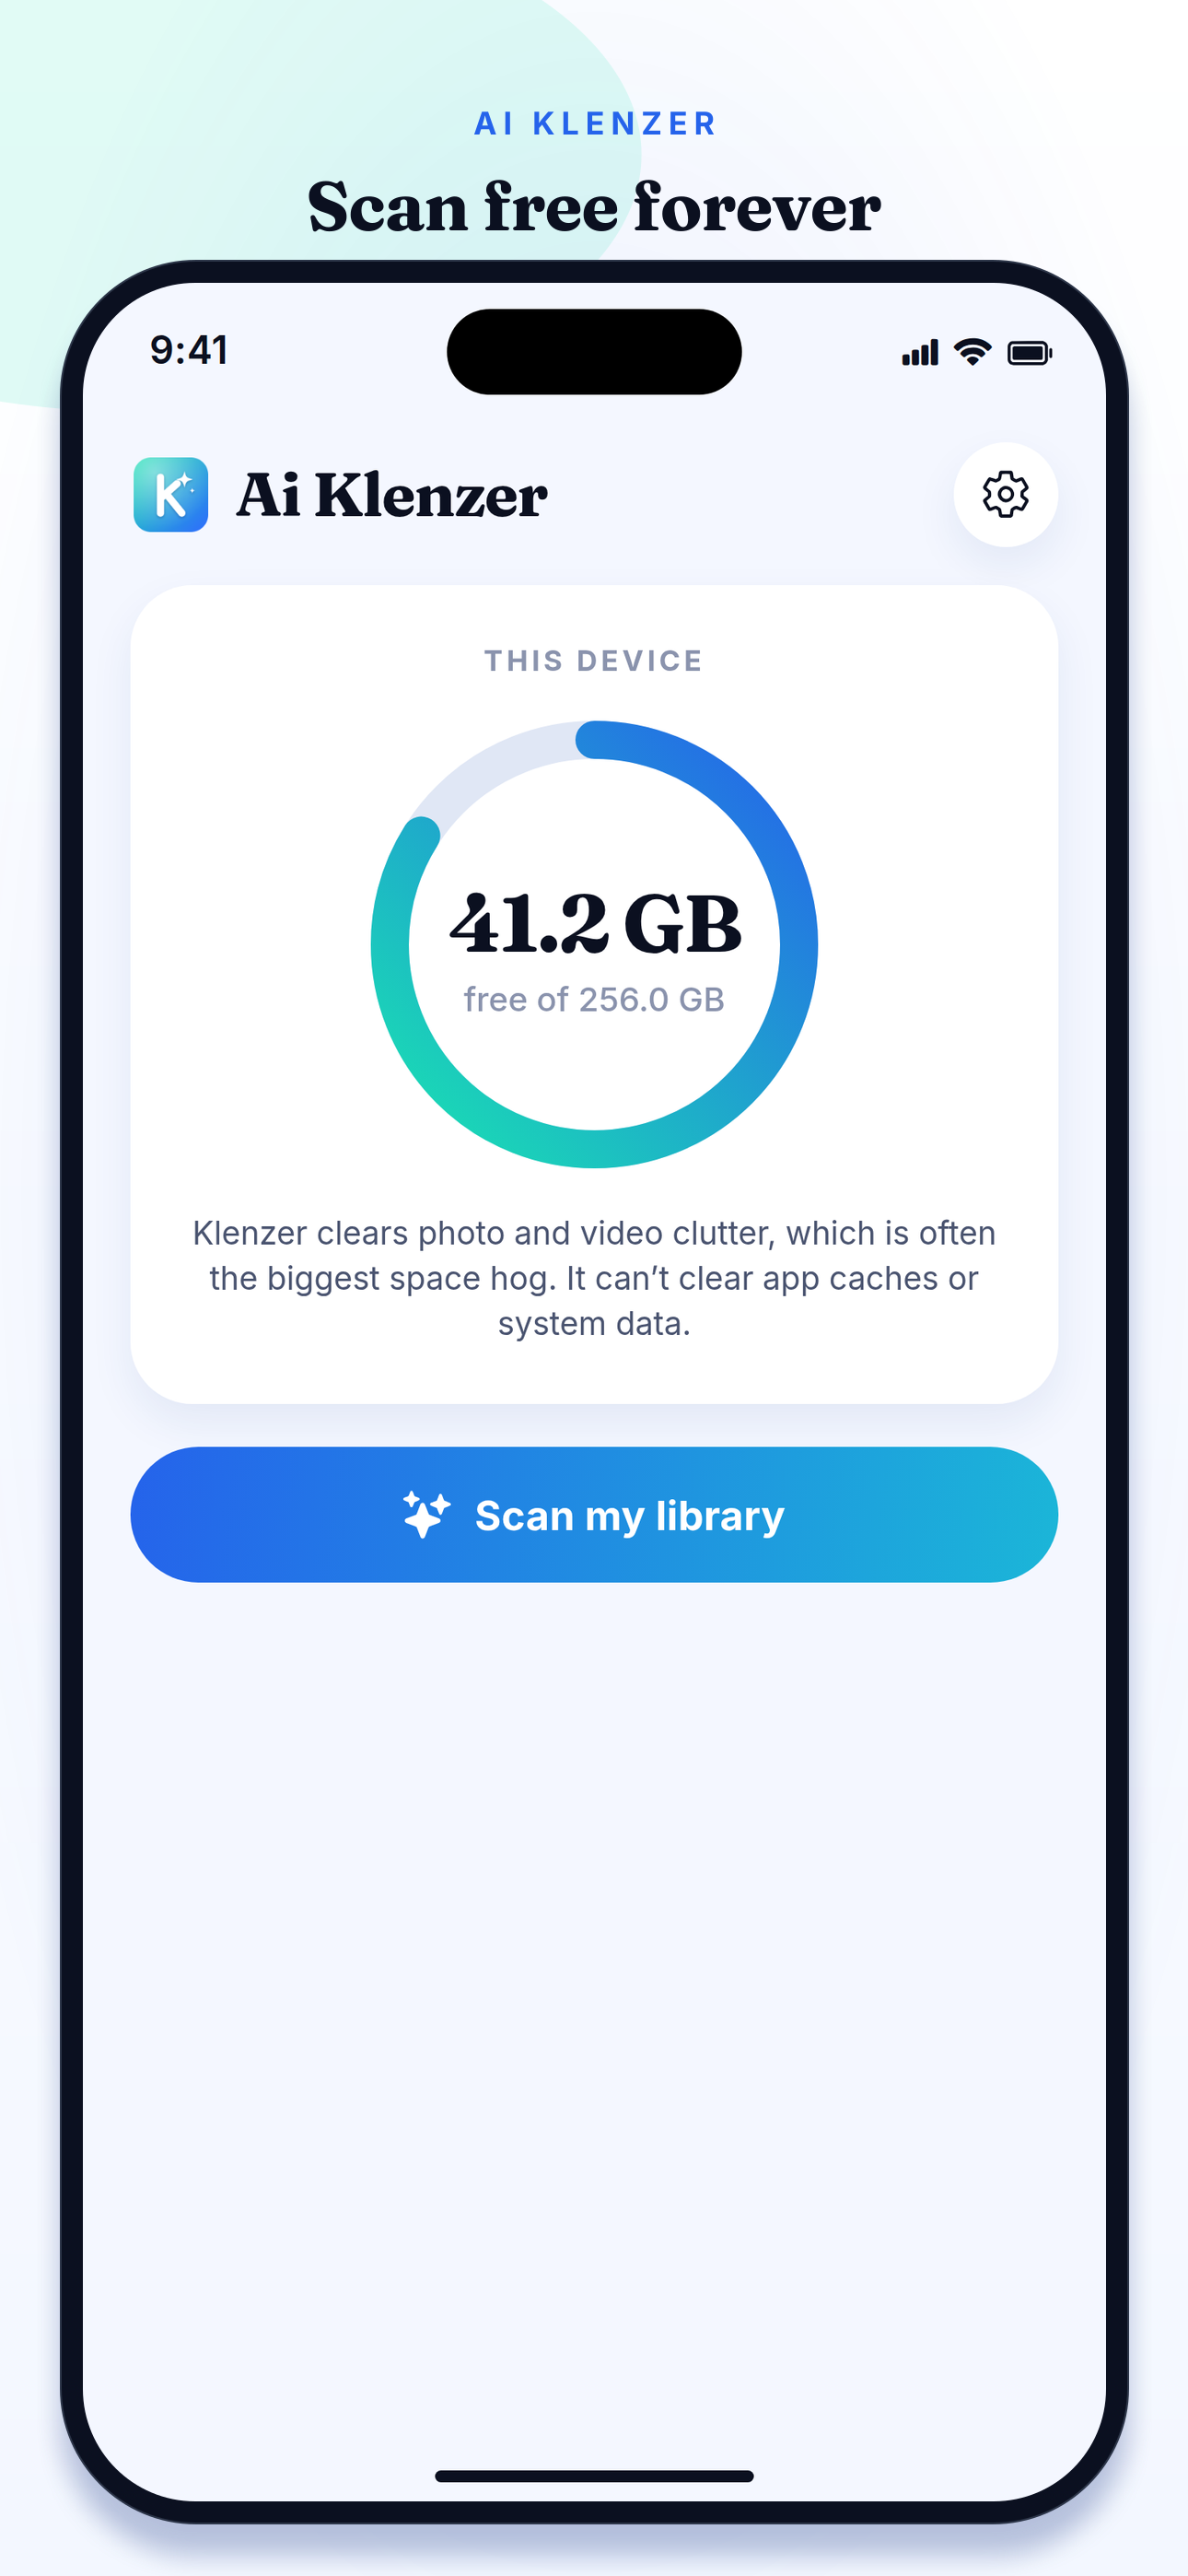 AI KLENZER
Scan free forever
9:41
K
Ai Klenzer
THIS DEVICE
41.2 GB
free of 256.0 GB
Klenzer clears photo and video clutter, which is often
the biggest space hog. It can’t clear app caches or
system data.
Scan my library